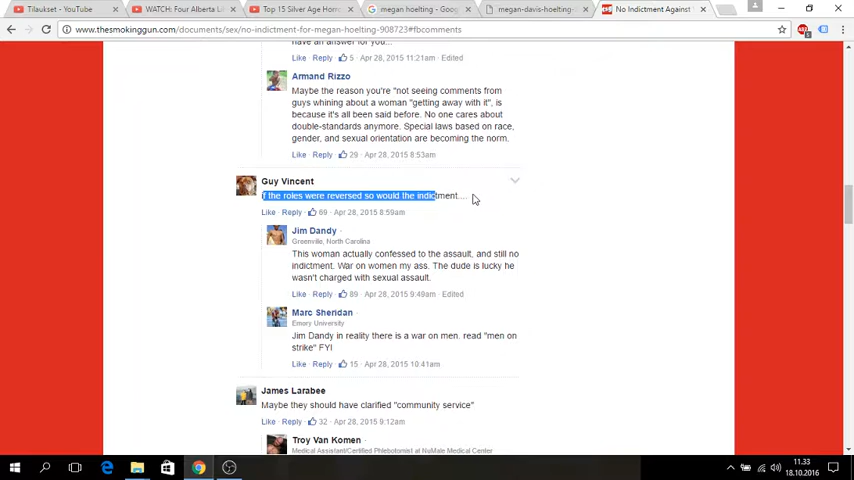 Tilaukset - YouTube
WATCH: Four Alberta Li
Top 15 Silver Age Horro
megan hoelting - Goog
megan-davis-hoelting-
No Indictment Against
www.thesmokinggun.com/documents/sex/no-indictment-for-megan-hoelting-908723#fbcomments
have an answer for you...
Like · Reply · 5 · Apr 28, 2015 11:21am · Edited
Armand Rizzo
Maybe the reason you're "not seeing comments from
guys whining about a woman "getting away with it", is
because it's all been said before. No one cares about
double-standards anymore. Special laws based on race,
gender, and sexual orientation are becoming the norm.
Like · Reply · 29 · Apr 28, 2015 8:53am
Guy Vincent
f the roles were reversed so would the indictment....
Like · Reply · 69 · Apr 28, 2015 8:59am
Jim Dandy ·
Greenville, North Carolina
This woman actually confessed to the assault, and still no
indictment. War on women my ass. The dude is lucky he
wasn't charged with sexual assault.
Like · Reply · 89 · Apr 28, 2015 9:49am · Edited
Marc Sheridan ·
Emory University
Jim Dandy in reality there is a war on men. read "men on
strike" FYI
Like · Reply · 15 · Apr 28, 2015 10:41am
James Larabee
Maybe they should have clarified "community service"
Like · Reply · 32 · Apr 28, 2015 9:12am
Troy Van Komen ·
Medical Assistant/Certified Phlebotomist at NuMale Medical Center
11.33
18.10.2016